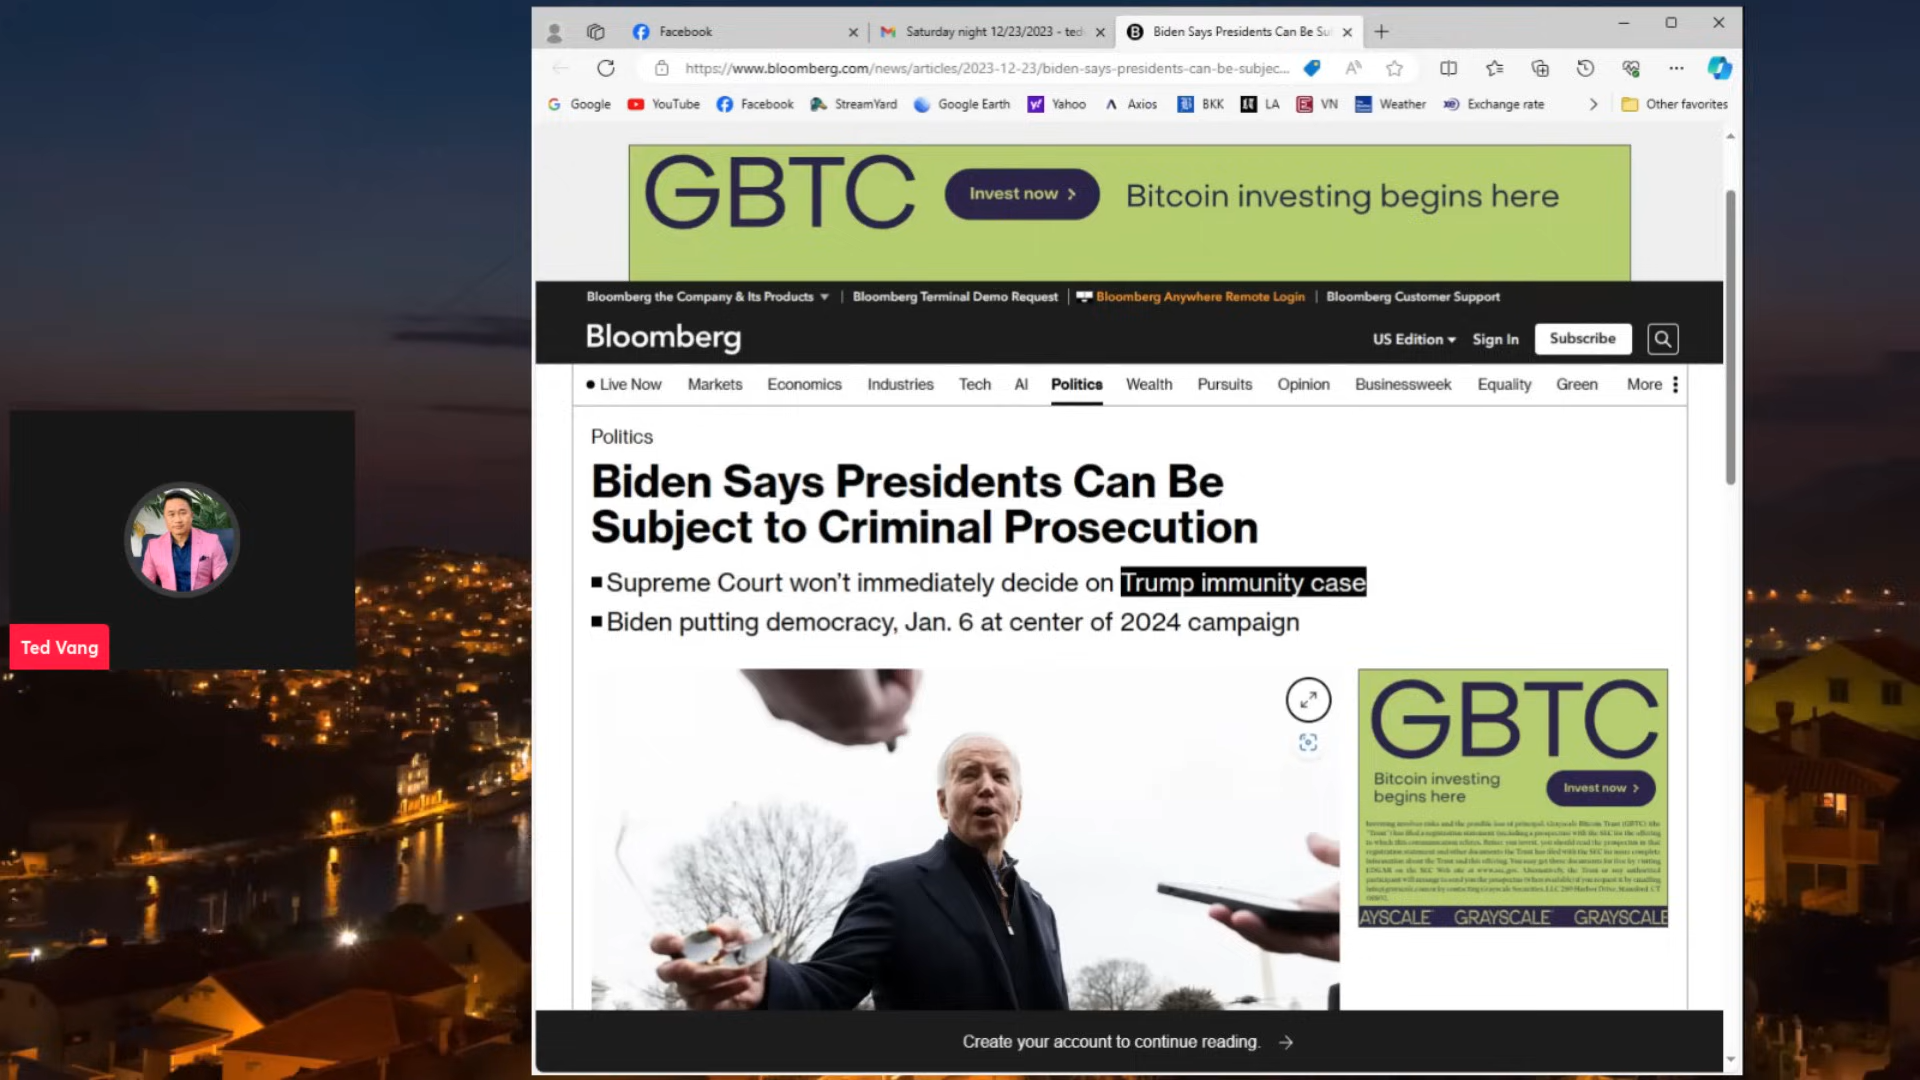 Facebook
Saturday night 12/23/2023 - ted
Biden Says Presidents Can Be Su
https://www.bloomberg.com/news/articles/2023-12-23/biden-says-presidents-can-be-subjec...
Google YouTube Facebook StreamYard Google Earth Yahoo Axios BKK LA VN Weather Exchange rate Other favorites
GBTC Invest now > Bitcoin investing begins here
Bloomberg the Company & Its Products Bloomberg Terminal Demo Request Bloomberg Anywhere Remote Login Bloomberg Customer Support
Bloomberg US Edition Sign In Subscribe
Live Now Markets Economics Industries Tech AI Politics Wealth Pursuits Opinion Businessweek Equality Green More
Politics
Biden Says Presidents Can Be
Subject to Criminal Prosecution
Supreme Court won't immediately decide on Trump immunity case
Biden putting democracy, Jan. 6 at center of 2024 campaign
Ted Vang
GBTC
Bitcoin investing
begins here
Invest now >
AYSCALE GRAYSCALE GRAYSCALE
Create your account to continue reading. →